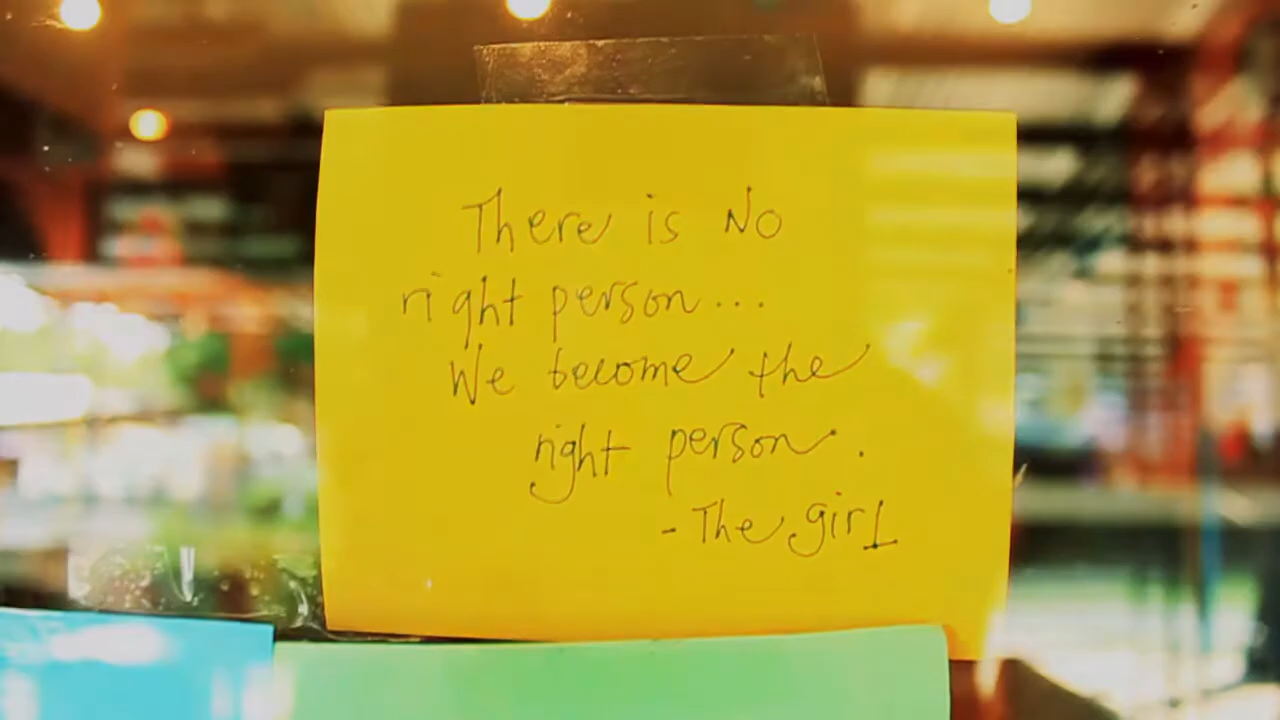 There is No
right person...
We become the
right person.
- The girl